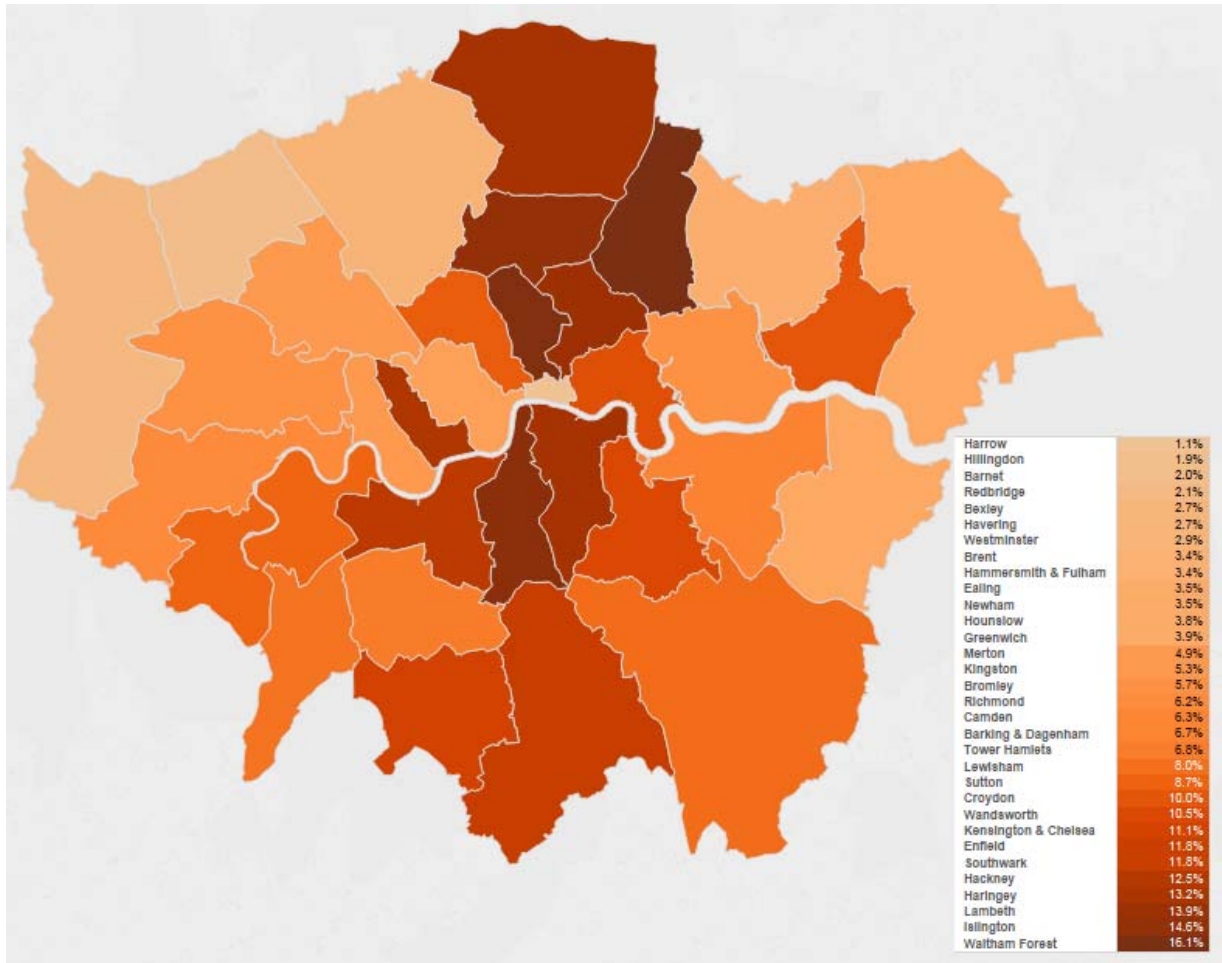 Harrow 1.1%
Hillingdon 1.9%
Barnet 2.0%
Redbridge 2.1%
Bexley 2.7%
Havering 2.7%
Westminster 2.9%
Brent 3.4%
Hammersmith & Fulham 3.4%
Ealing 3.5%
Newham 3.5%
Hounslow 3.8%
Greenwich 3.9%
Merton 4.9%
Kingston 5.3%
Bromley 5.7%
Richmond 6.2%
Camden 6.3%
Barking & Dagenham 6.7%
Tower Hamlets 6.8%
Lewisham 8.0%
Sutton 8.7%
Croydon 10.0%
Wandsworth 10.5%
Kensington & Chelsea 11.1%
Enfield 11.8%
Southwark 11.8%
Hackney 12.5%
Haringey 13.2%
Lambeth 13.9%
Islington 14.6%
Waltham Forest 16.1%